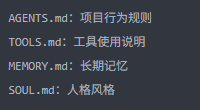 AGENTS.md：项目行为规则
TOOLS.md：工具使用说明
MEMORY.md：长期记忆
SOUL.md：人格风格